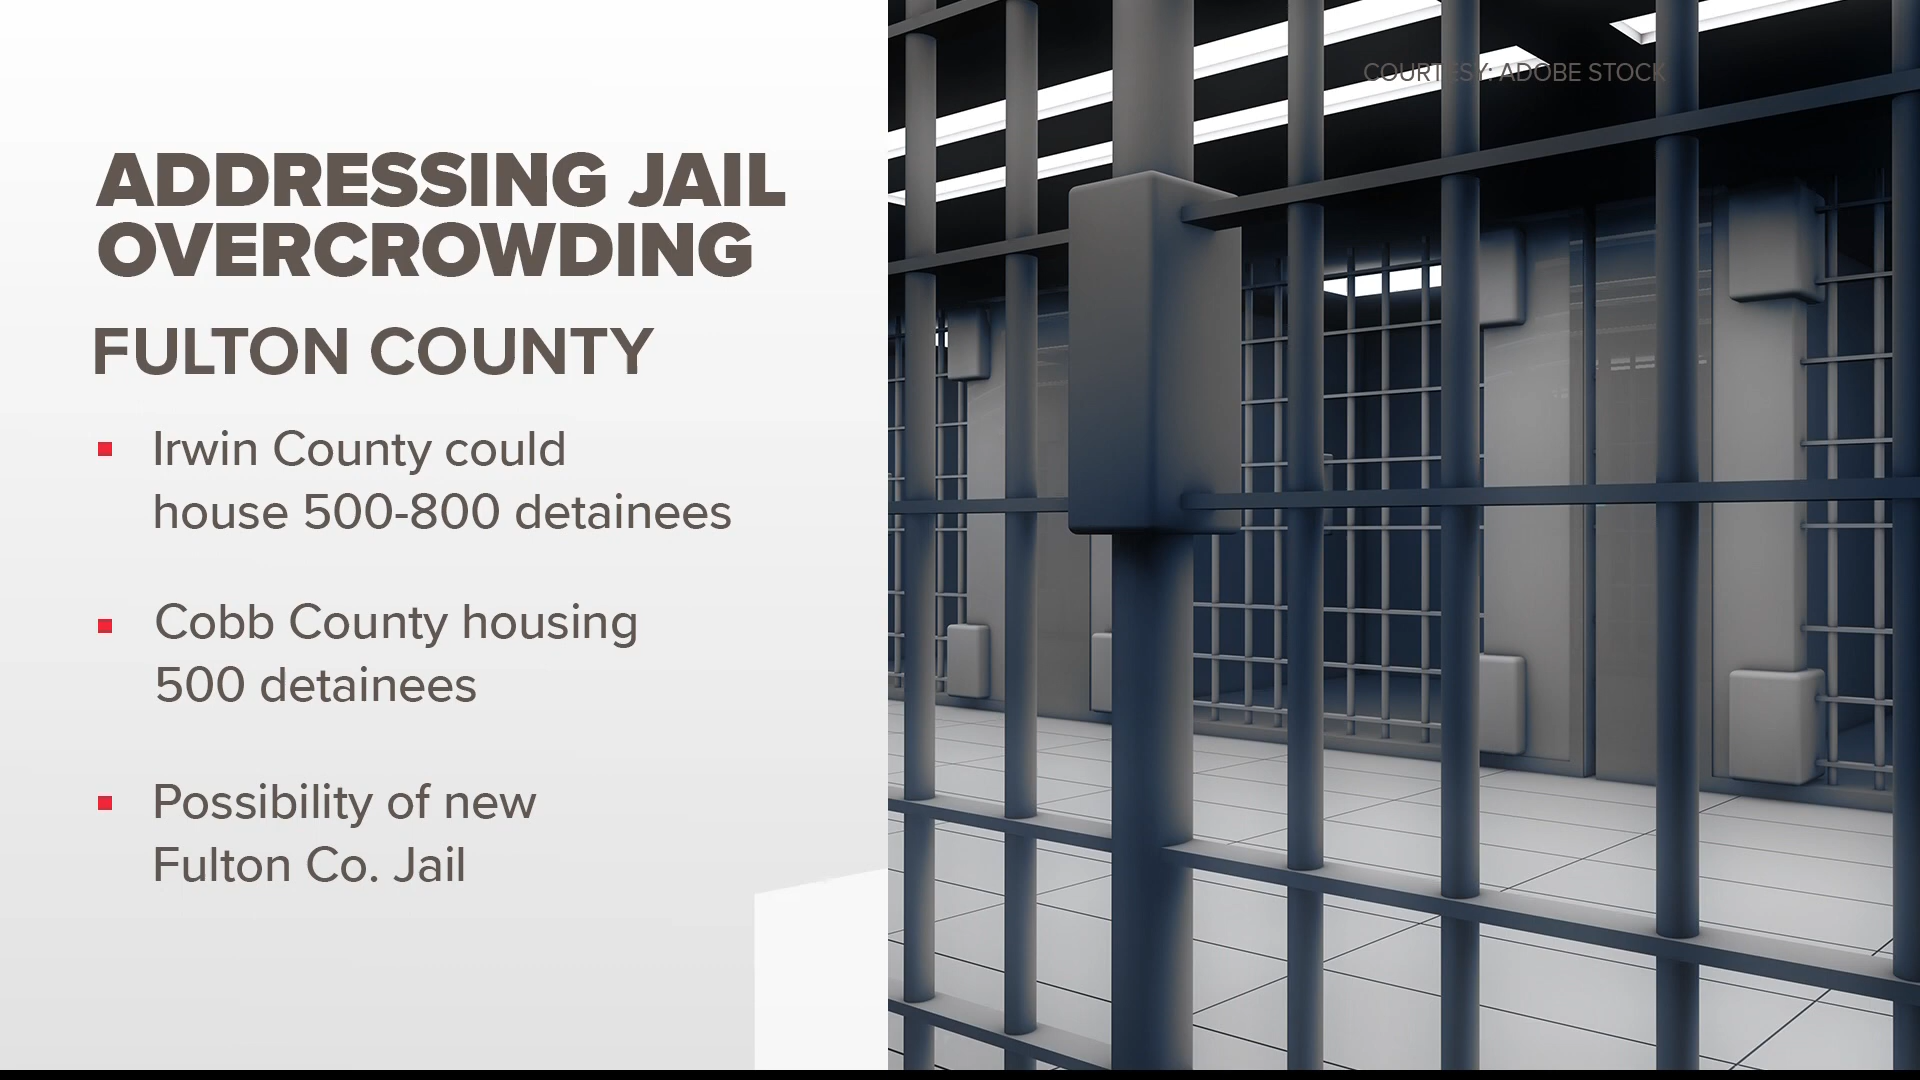 COURTESY: ADOBE STOCK
ADDRESSING JAIL
OVERCROWDING
FULTON COUNTY
Irwin County could
house 500-800 detainees
Cobb County housing
500 detainees
Possibility of new
Fulton Co. Jail